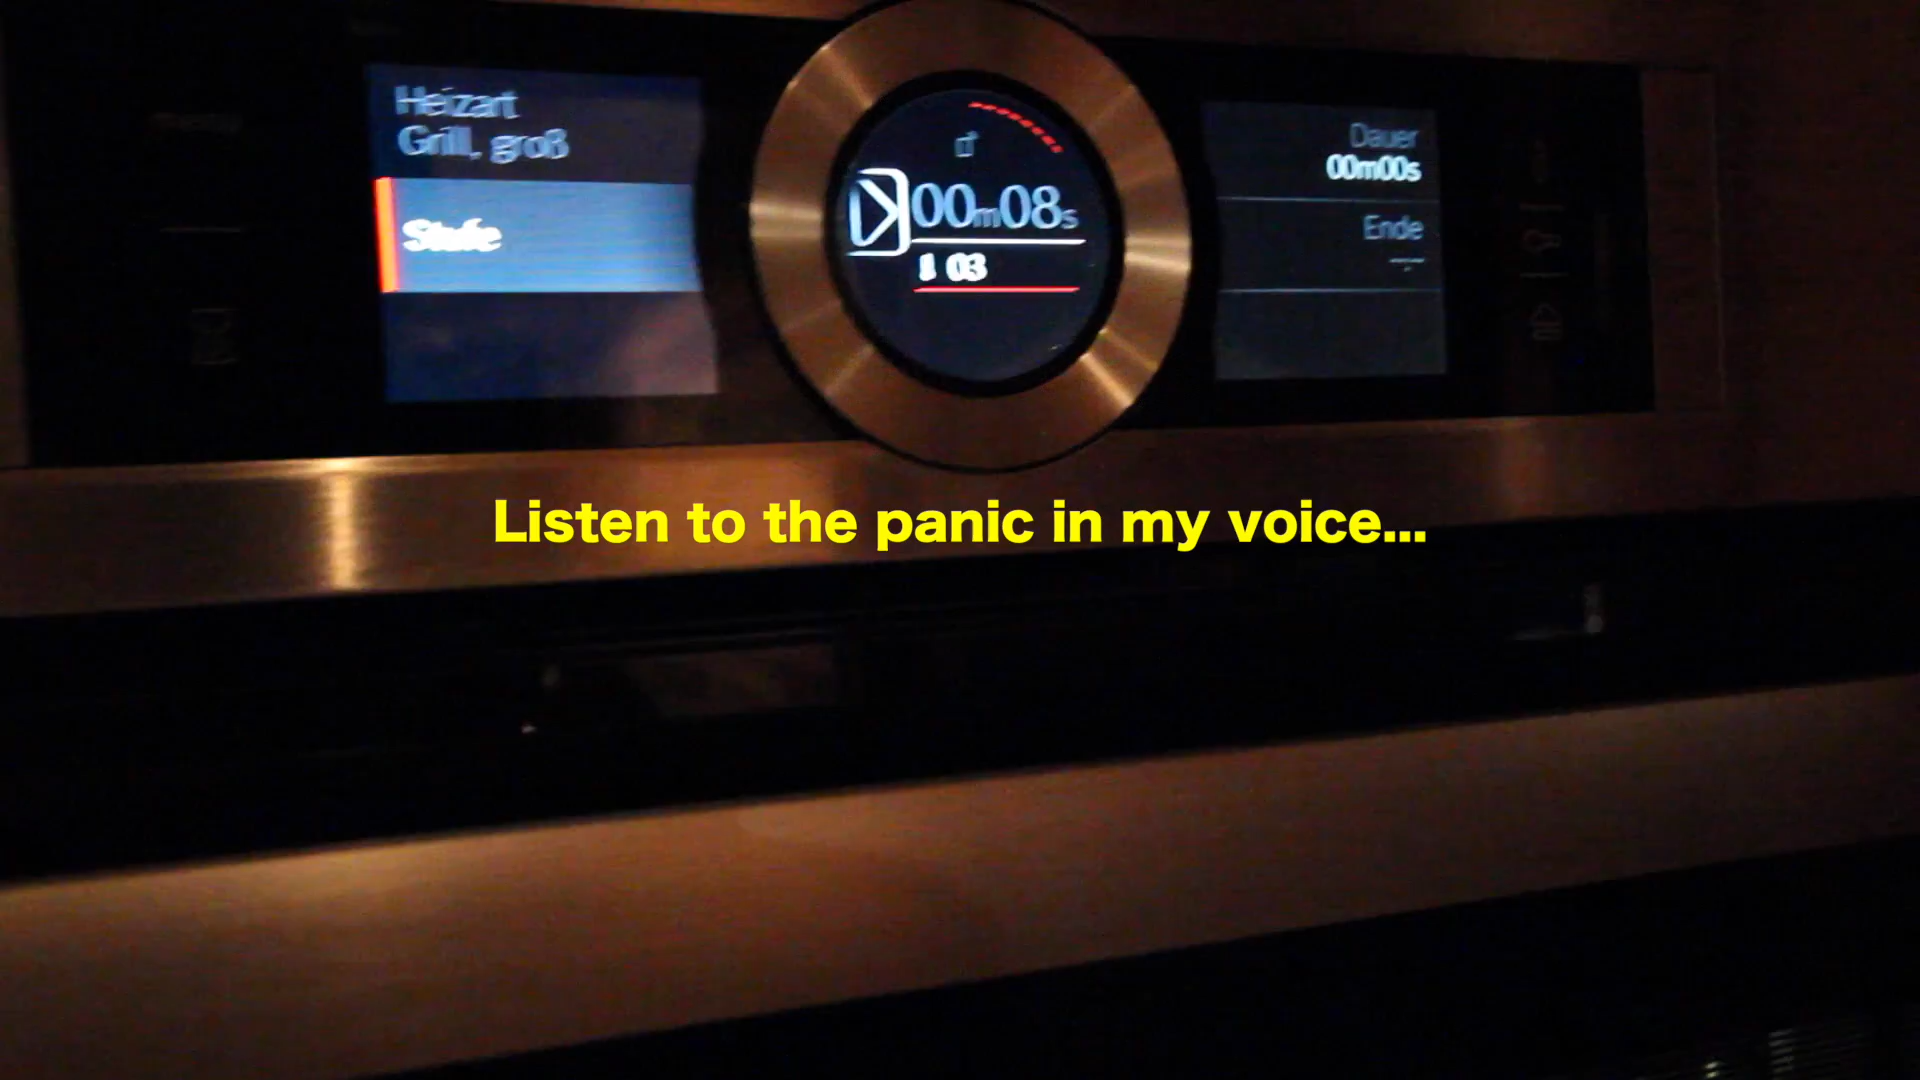 Heizart
Grill, groß
Stufe
00m08s
03
Dauer
00m00s
Ende
Listen to the panic in my voice...